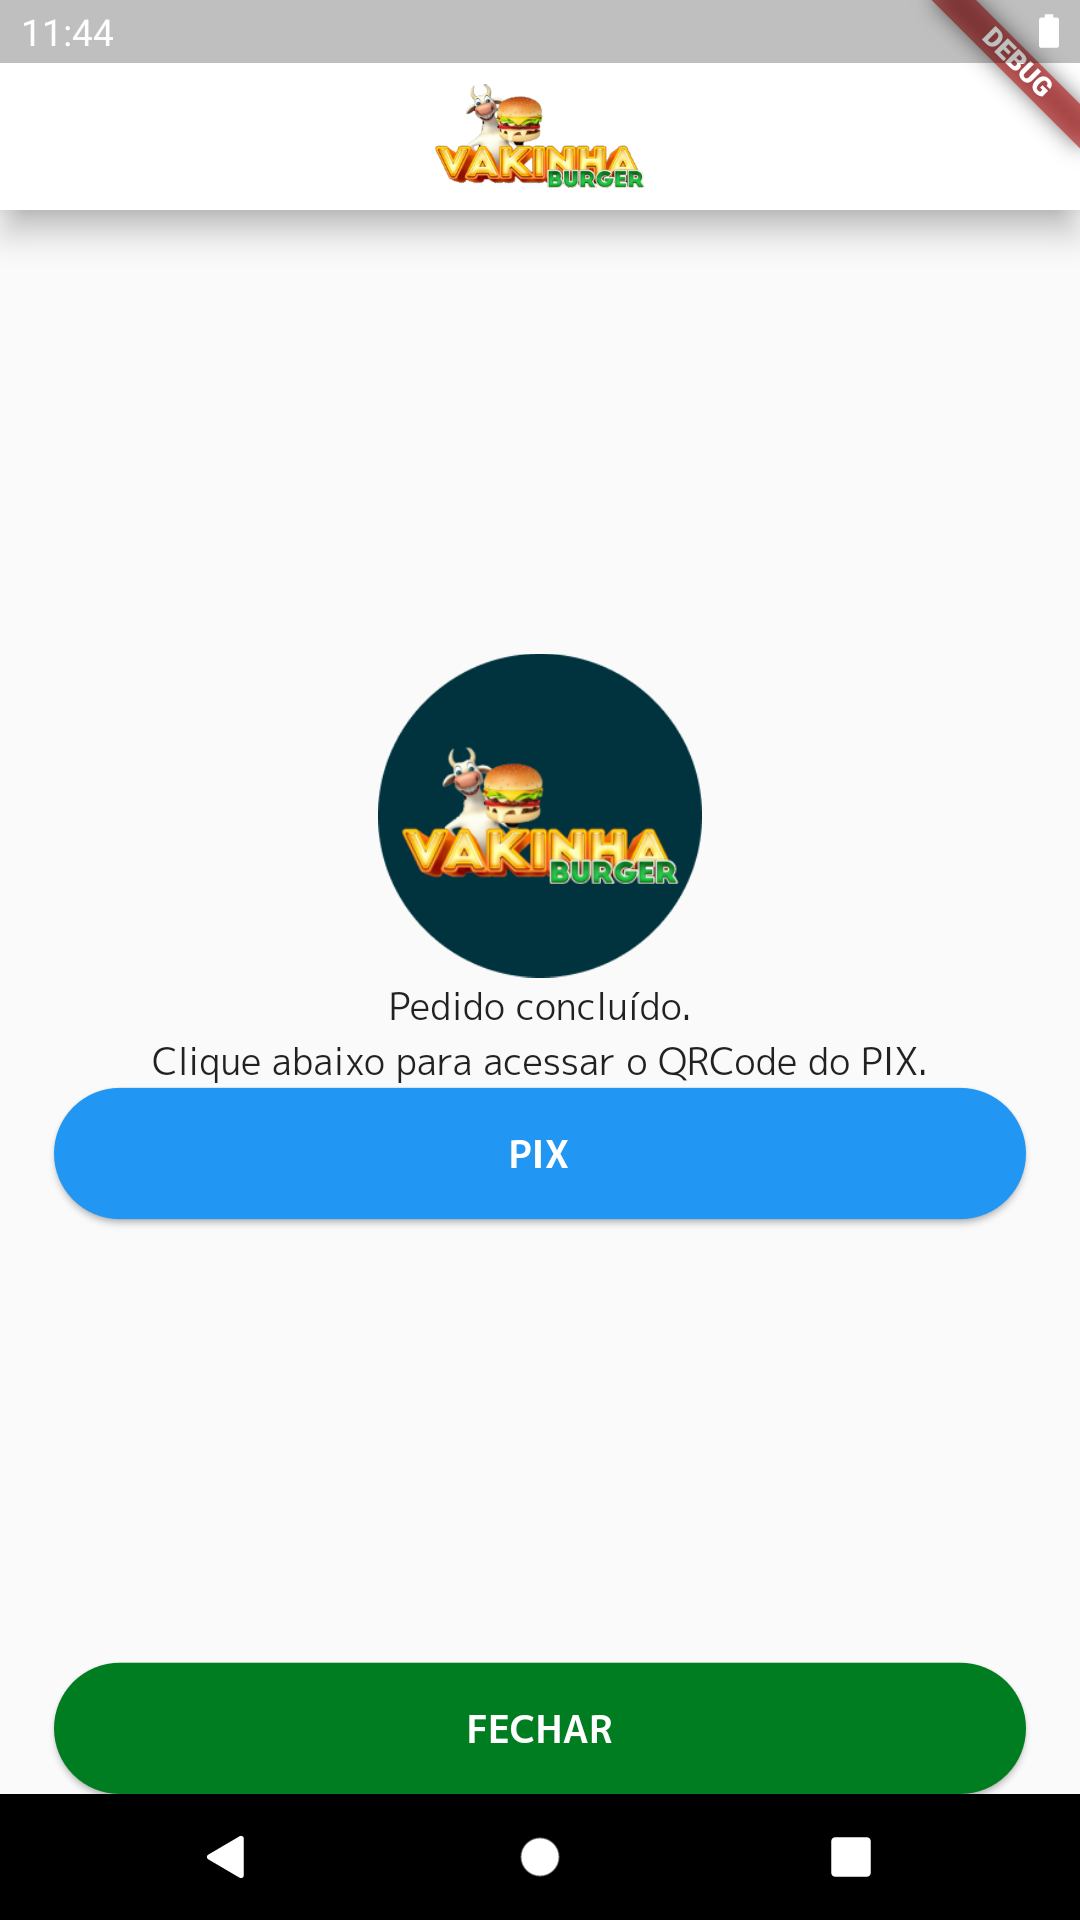 11:44
DEBUG
VAKINHA
BURGER
VAKINHA
BURGER
Pedido concluído.
Clique abaixo para acessar o QRCode do PIX.
PIX
FECHAR